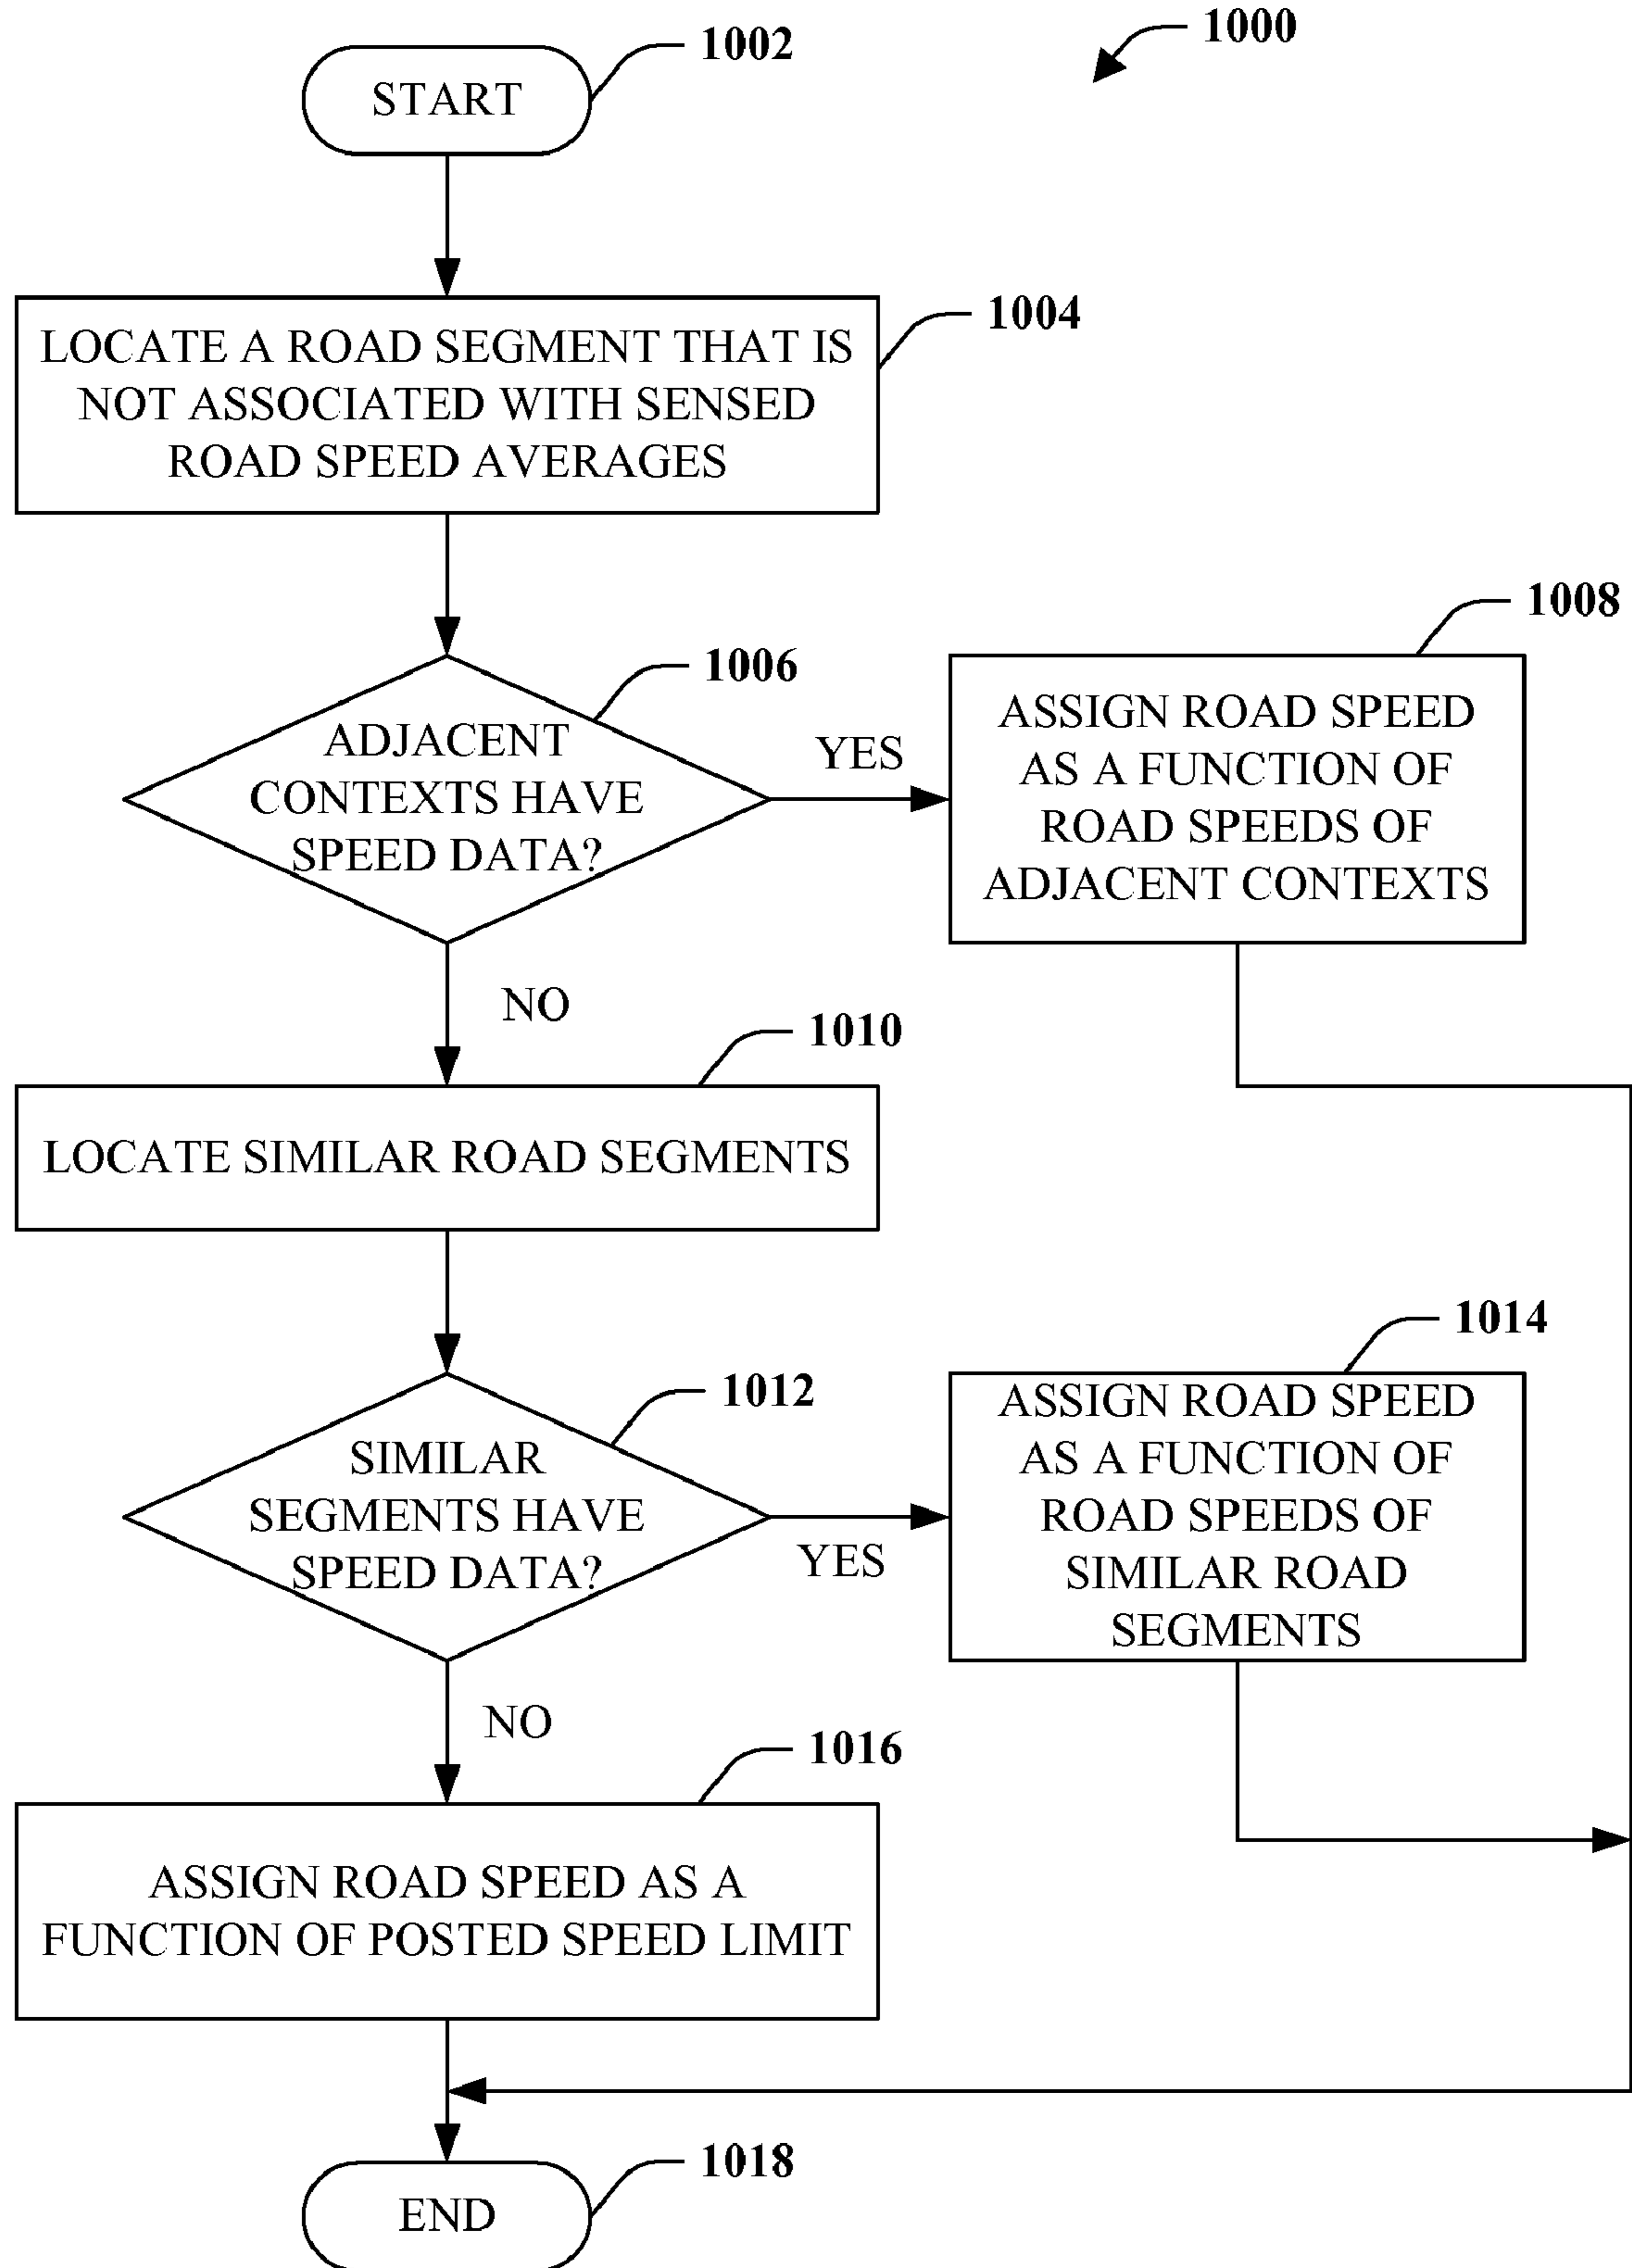 1000
1002
START
1004
LOCATE A ROAD SEGMENT THAT IS
NOT ASSOCIATED WITH SENSED
ROAD SPEED AVERAGES
1006
ADJACENT
CONTEXTS HAVE
SPEED DATA?
YES
1008
ASSIGN ROAD SPEED
AS A FUNCTION OF
ROAD SPEEDS OF
ADJACENT CONTEXTS
NO
1010
LOCATE SIMILAR ROAD SEGMENTS
1012
SIMILAR
SEGMENTS HAVE
SPEED DATA?
YES
1014
ASSIGN ROAD SPEED
AS A FUNCTION OF
ROAD SPEEDS OF
SIMILAR ROAD
SEGMENTS
NO
1016
ASSIGN ROAD SPEED AS A
FUNCTION OF POSTED SPEED LIMIT
1018
END